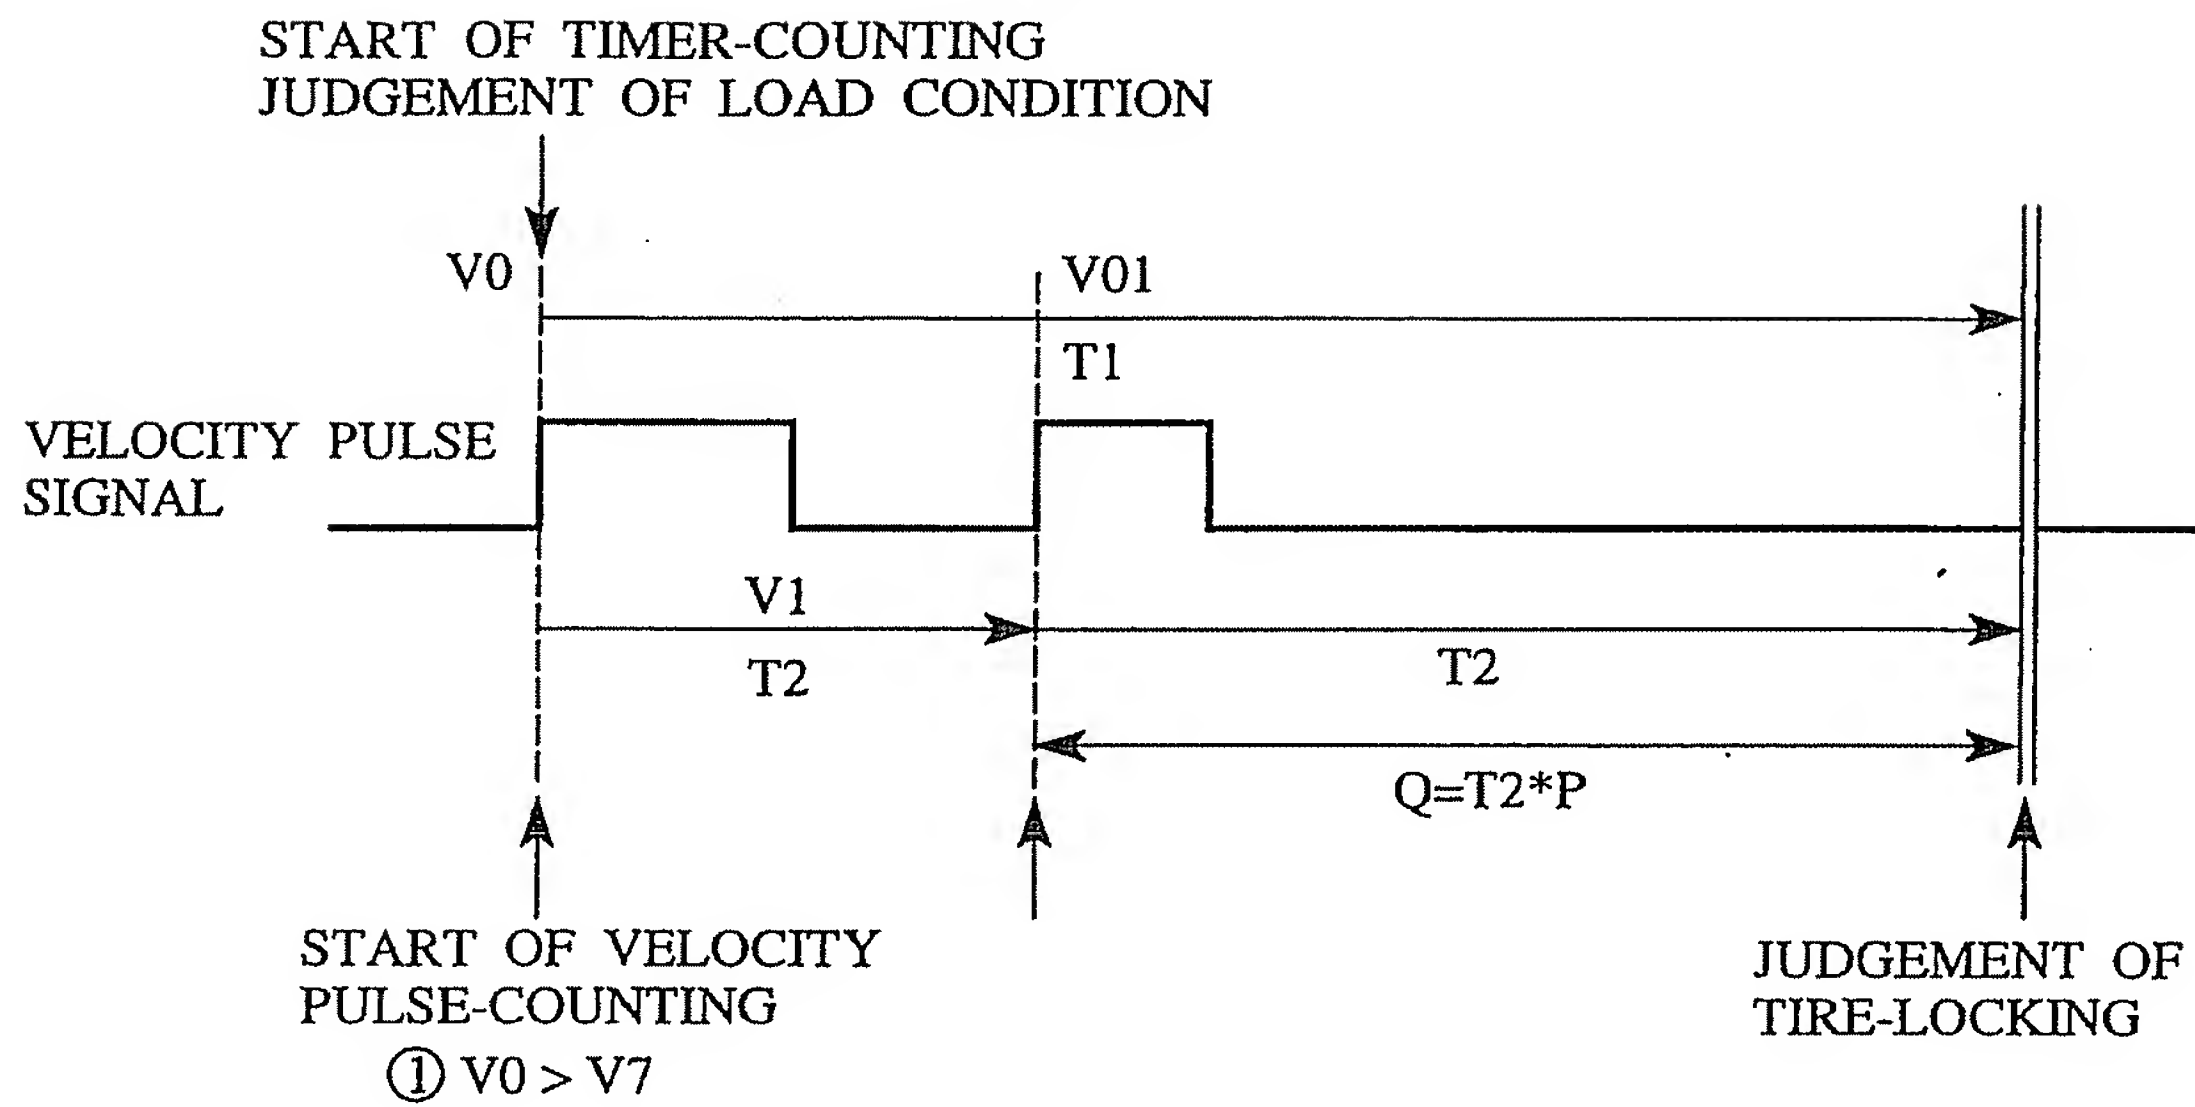 START OF TIMER-COUNTING
JUDGEMENT OF LOAD CONDITION
V0
V01
T1
VELOCITY PULSE
SIGNAL
V1
T2
T2
Q=T2*P
START OF VELOCITY
PULSE-COUNTING
① V0 > V7
JUDGEMENT OF
TIRE-LOCKING